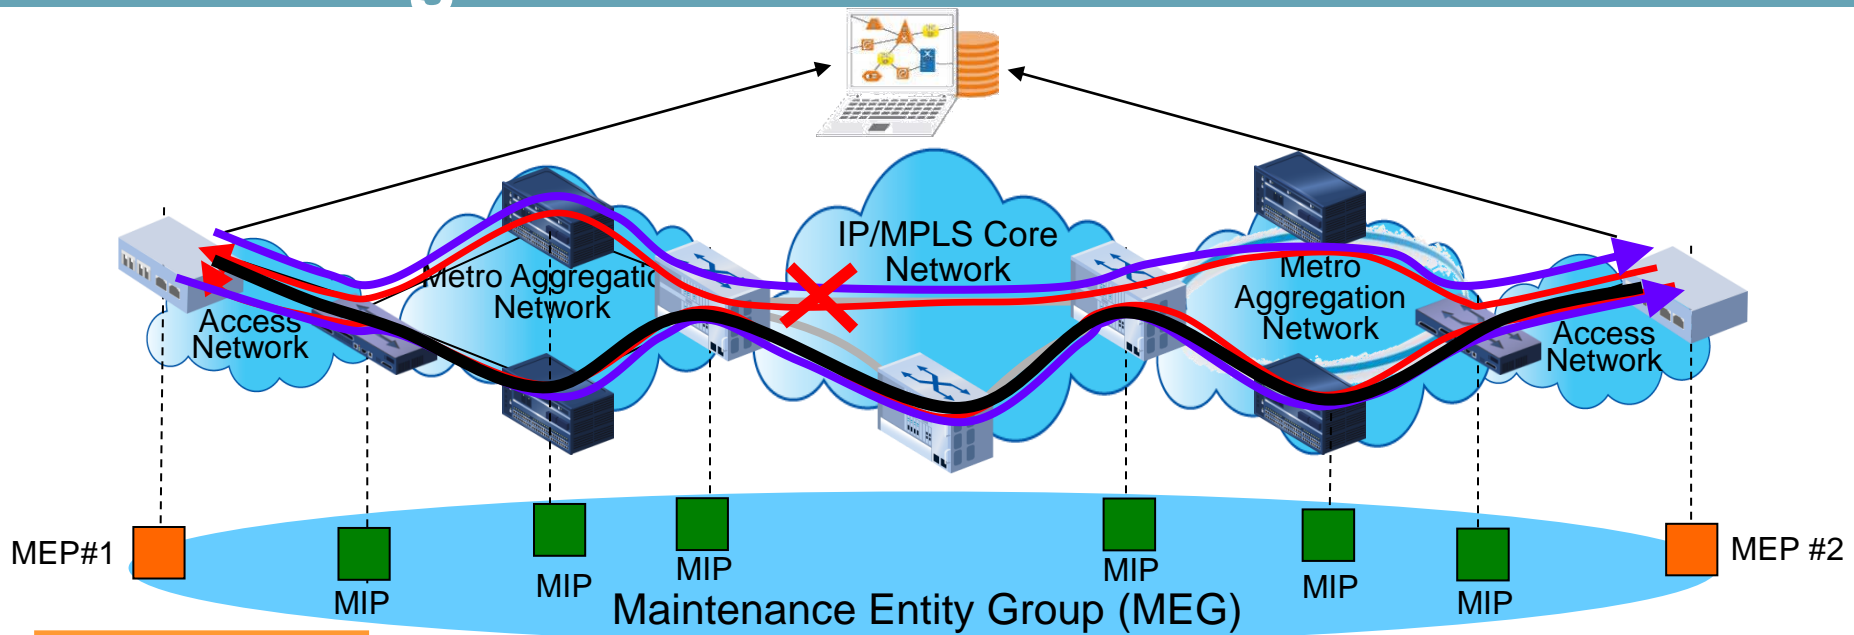 IP/MPLS Core
Network
Metro Aggregatic
Network
Metro
Aggregation
Network
Access
Network
Access
Network
MEP#1
MEP #2
MIP
MIP
MIP
MIP
MIP
MIP
Maintenance Entity Group (MEG)